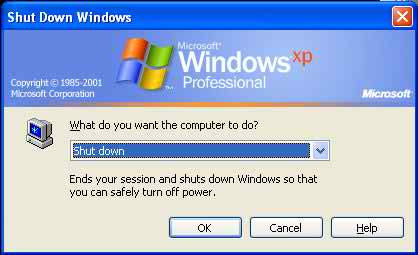 Shut Down Windows
Microsoft®
Windows xp
Professional
Copyright © 1985-2001
Microsoft Corporation
Microsoft
What do you want the computer to do?
Shut down
Ends your session and shuts down Windows so that
you can safely turn off power.
OK Cancel Help